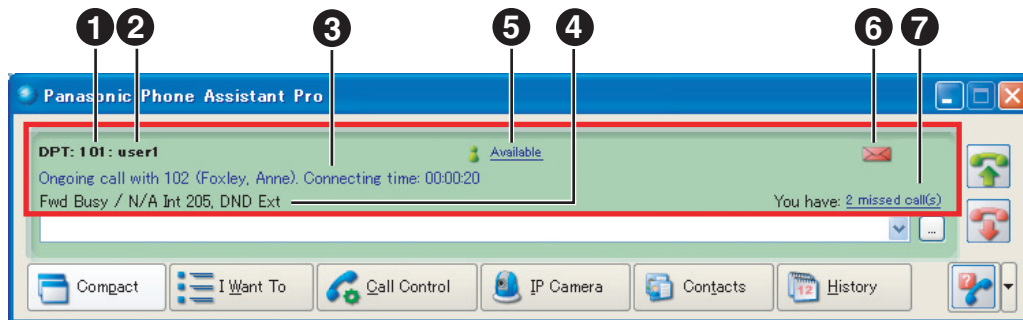 1 2 3 5 4 6 7
Panasonic Phone Assistant Pro
DPT: 101: user1 Available
Ongoing call with 102 (Foxley, Anne). Connecting time: 00:00:20
Fwd Busy / N/A Int 205, DND Ext You have: 2 missed call(s)
...
Compact I Want To Call Control IP Camera Contacts 12 History